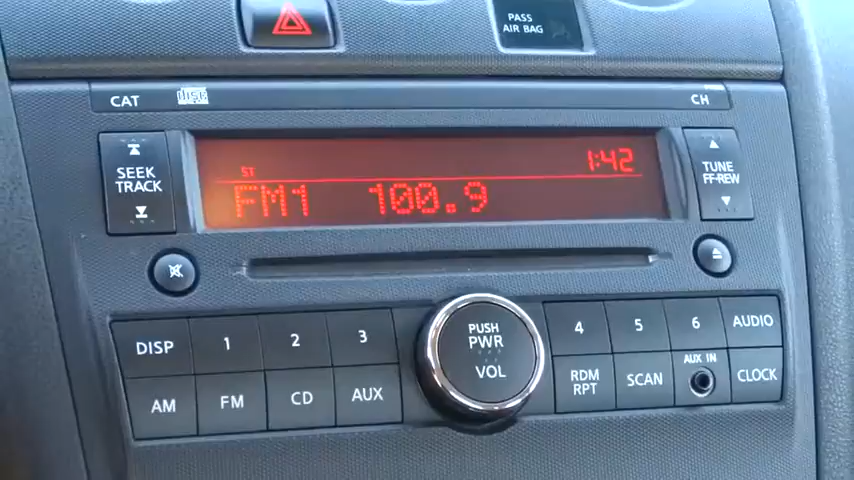 PASS
AIR BAG
CAT
DISC
CH
SEEK
TRACK
ST
1:42
FM1 100.9
TUNE
FF·REW
DISP
1
2
3
PUSH
PWR
VOL
4
5
6
AUDIO
AM
FM
CD
AUX
RDM
RPT
SCAN
AUX IN
CLOCK